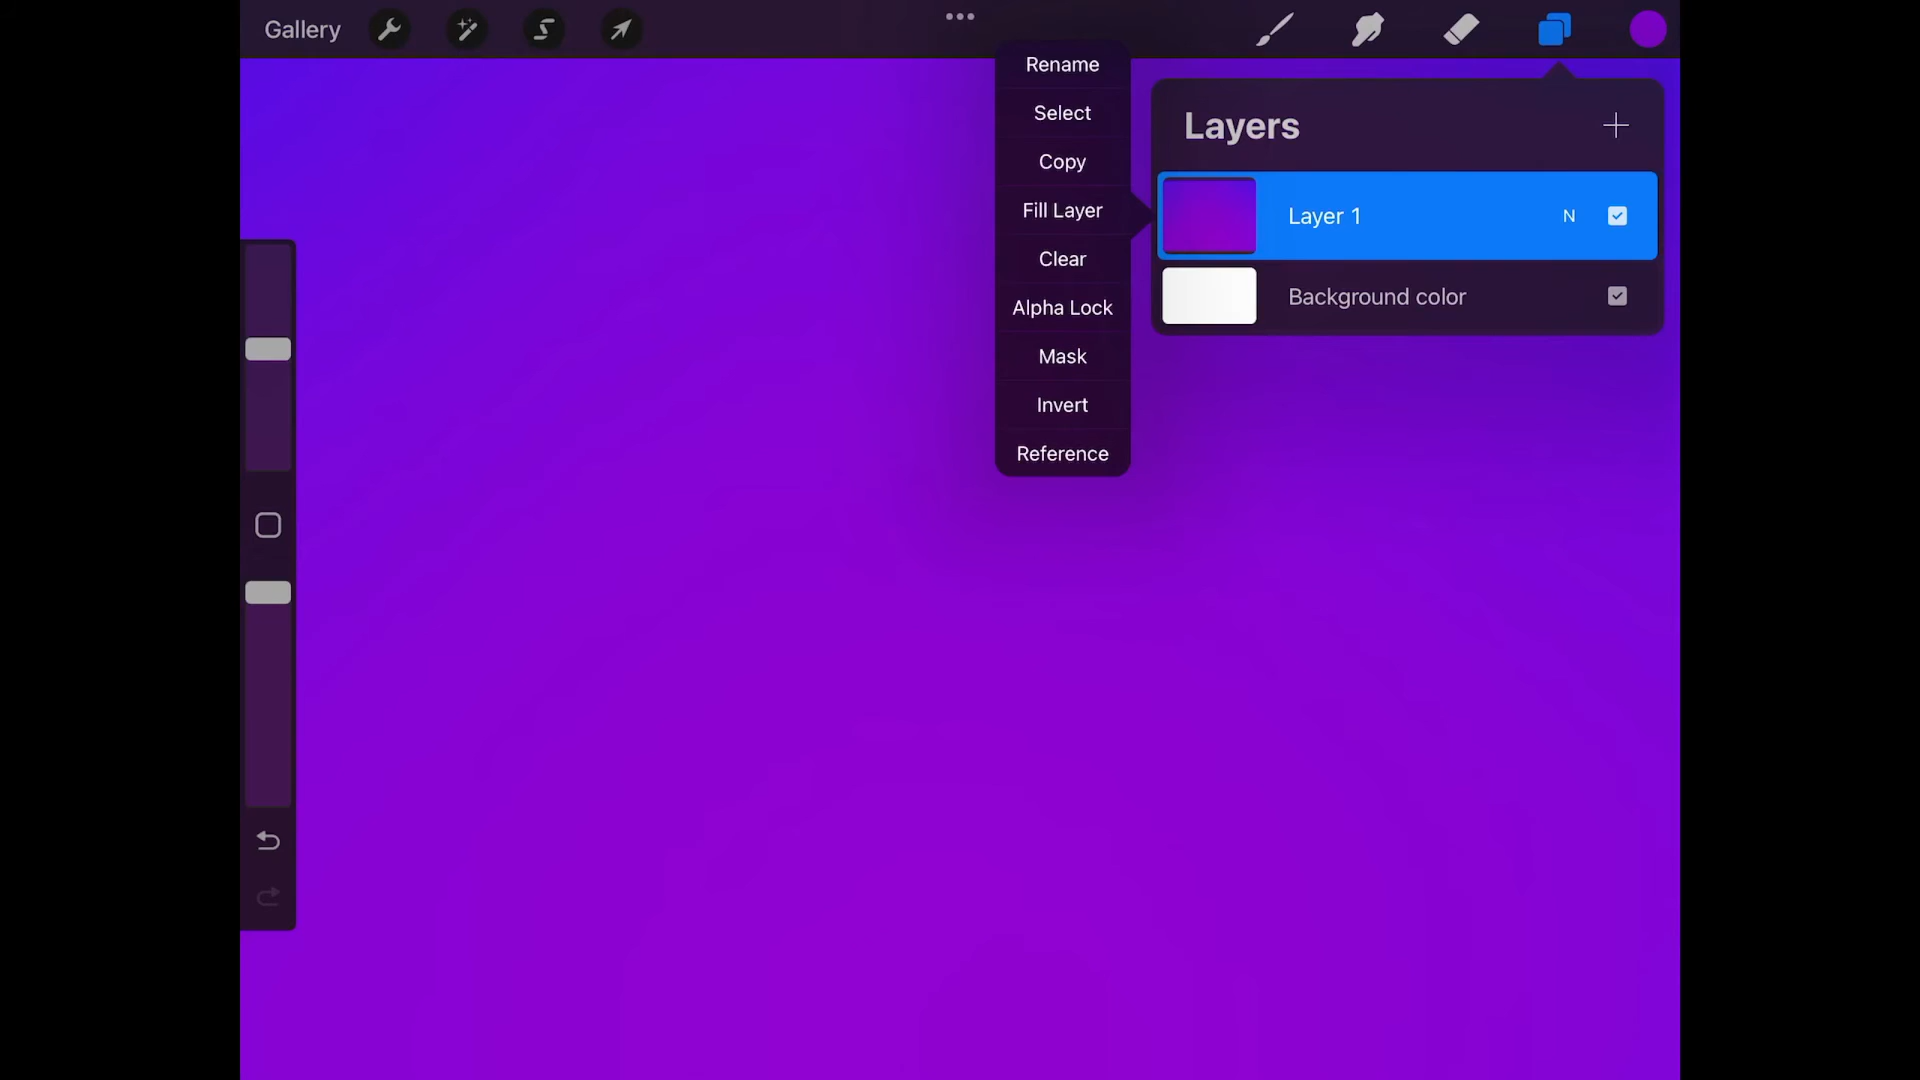 Gallery
Rename
Select
Copy
Fill Layer
Clear
Alpha Lock
Mask
Invert
Reference
Layers
Layer 1 N
Background color